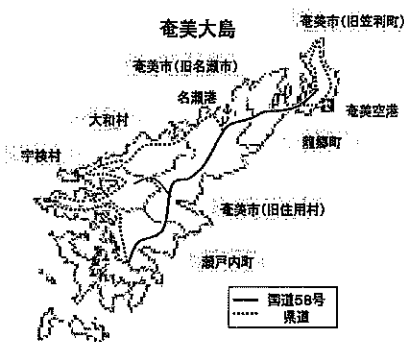 奄美大島
奄美市(旧笠利町)
奄美市(旧名瀬市)
名瀬港
奄美空港
大和村
龍郷町
宇検村
奄美市(旧住用村)
瀬戸内町
国道58号
県道